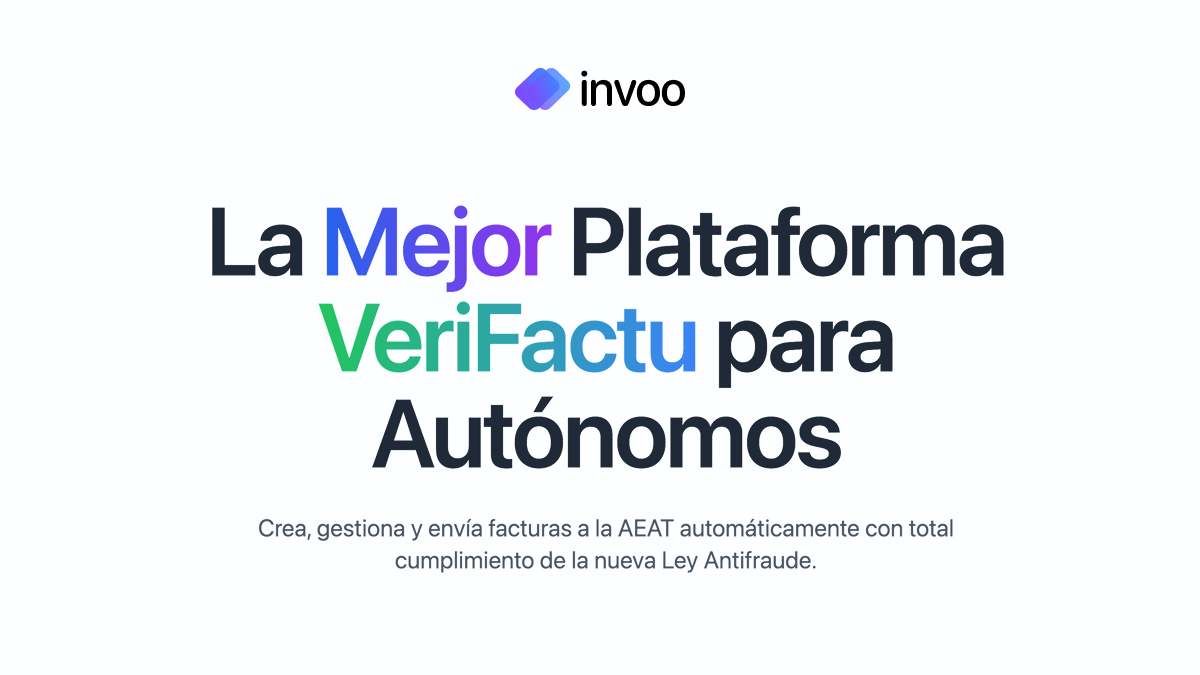 invoo
La Mejor Plataforma
VeriFactu para
Autónomos
Crea, gestiona y envía facturas a la AEAT automáticamente con total
cumplimiento de la nueva Ley Antifraude.